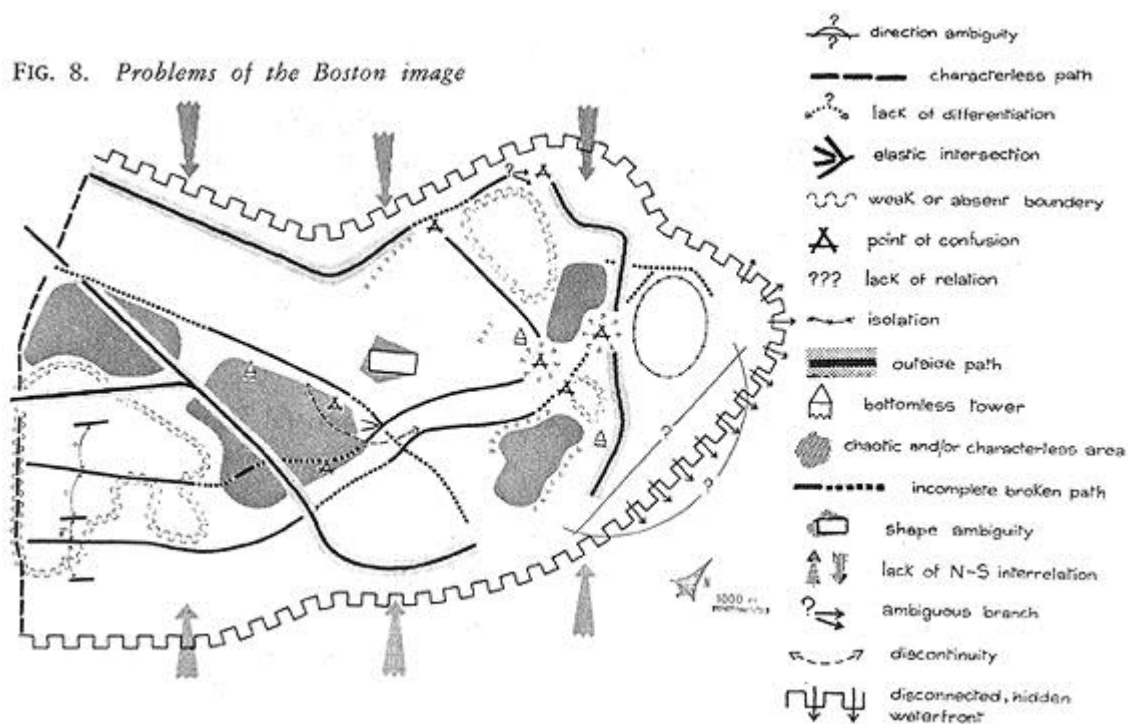 FIG. 8. Problems of the Boston image
direction ambiguity
characterless path
lack of differentiation
elastic intersection
weak or absent boundery
point of confusion
??? lack of relation
isolation
outside path
bottomless tower
chaotic and/or characterless area
incomplete broken path
shape ambiguity
lack of N-S interrelation
ambiguous branch
discontinuity
disconnected, hidden
waterfront